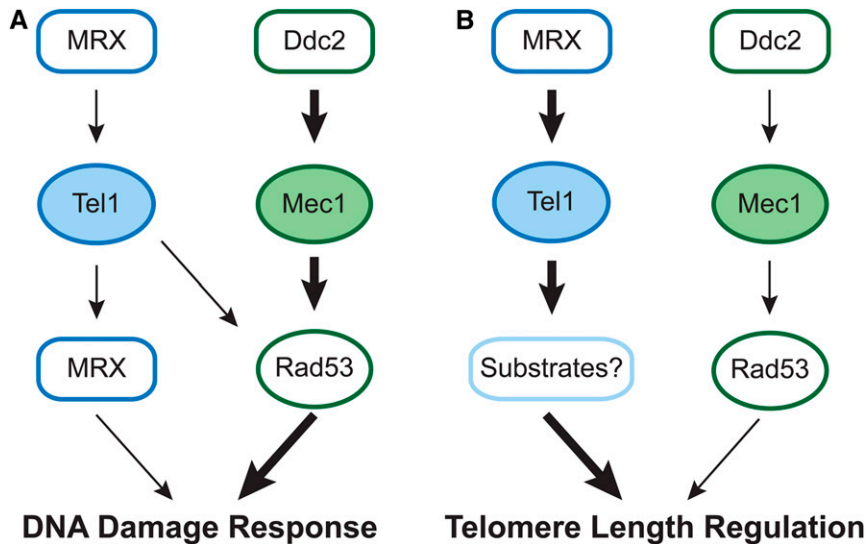 A
MRX
Ddc2
Tel1
Mec1
MRX
Rad53
DNA Damage Response
B
MRX
Ddc2
Tel1
Mec1
Substrates?
Rad53
Telomere Length Regulation